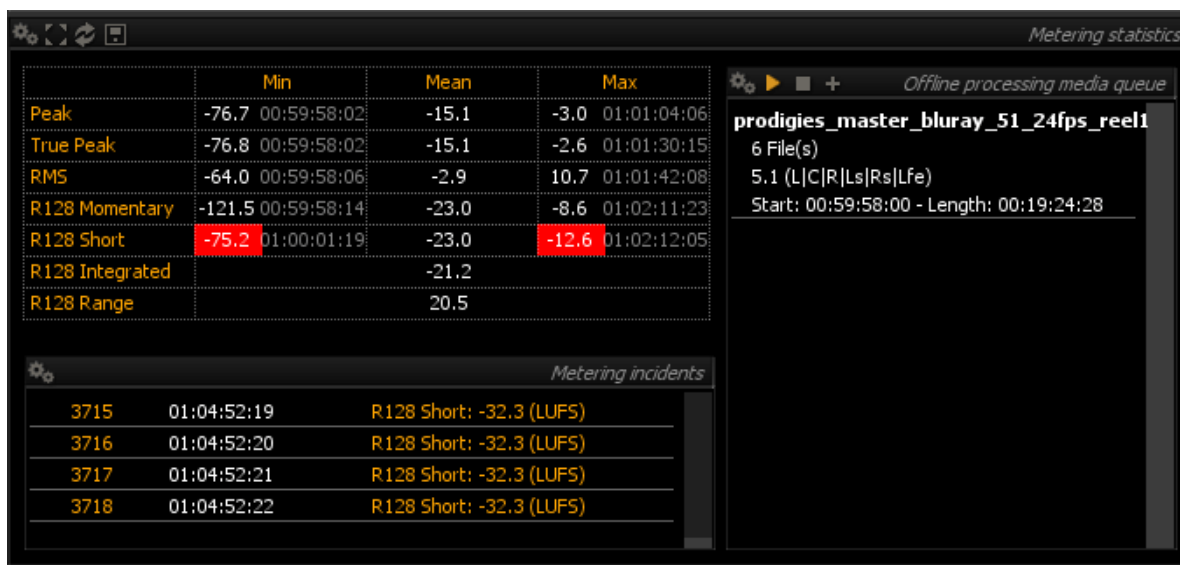 Metering statistics
Min Mean Max
Peak -76.7 00:59:58:02 -15.1 -3.0 01:01:04:06
True Peak -76.8 00:59:58:02 -15.1 -2.6 01:01:30:15
RMS -64.0 00:59:58:06 -2.9 10.7 01:01:42:08
R128 Momentary -121.5 00:59:58:14 -23.0 -8.6 01:02:11:23
R128 Short -75.2 01:00:01:19 -23.0 -12.6 01:02:12:05
R128 Integrated -21.2
R128 Range 20.5
Offline processing media queue
prodigies_master_bluray_51_24fps_reel1
6 File(s)
5.1 (L|C|R|Ls|Rs|Lfe)
Start: 00:59:58:00 - Length: 00:19:24:28
Metering incidents
3715 01:04:52:19 R128 Short: -32.3 (LUFS)
3716 01:04:52:20 R128 Short: -32.3 (LUFS)
3717 01:04:52:21 R128 Short: -32.3 (LUFS)
3718 01:04:52:22 R128 Short: -32.3 (LUFS)